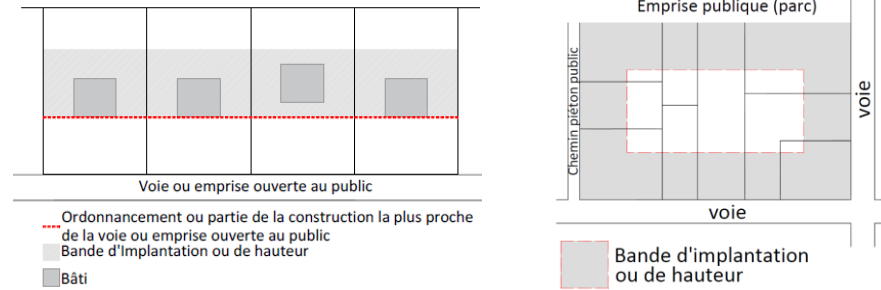 Voie ou emprise ouverte au public
Ordonnancement ou partie de la construction la plus proche
de la voie ou emprise ouverte au public
Bande d'Implantation ou de hauteur
Bâti
Emprise publique (parc)
Chemin piéton public
voie
voie
Bande d'implantation
ou de hauteur